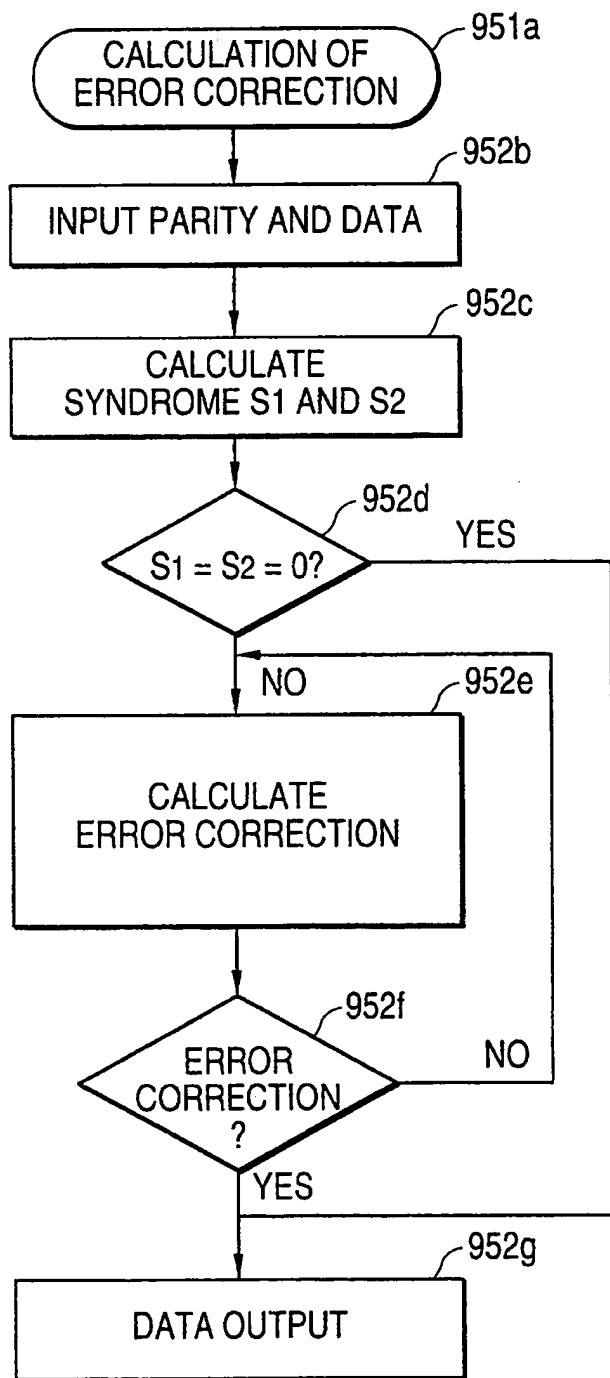 951a
CALCULATION OF
ERROR CORRECTION
952b
INPUT PARITY AND DATA
952c
CALCULATE
SYNDROME S1 AND S2
952d
S1 = S2 = 0?
YES
NO
952e
CALCULATE
ERROR CORRECTION
952f
ERROR
CORRECTION
?
NO
YES
952g
DATA OUTPUT